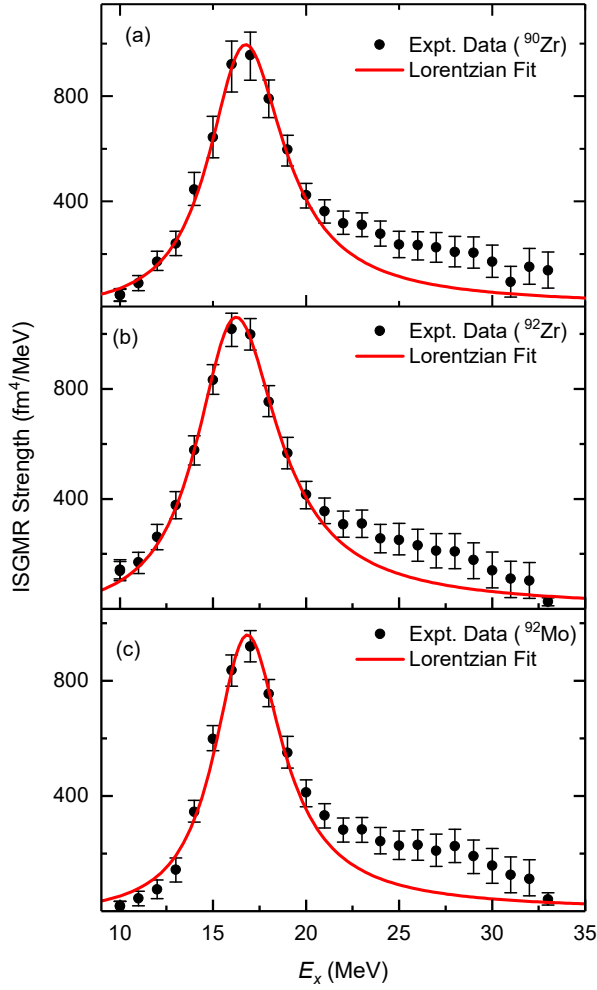 (a)
Expt. Data ( ⁹⁰Zr)
Lorentzian Fit
800
400
(b)
Expt. Data ( ⁹²Zr)
Lorentzian Fit
800
400
ISGMR Strength (fm⁴/MeV)
(c)
Expt. Data ( ⁹²Mo)
Lorentzian Fit
800
400
10 15 20 25 30 35
Eₓ (MeV)